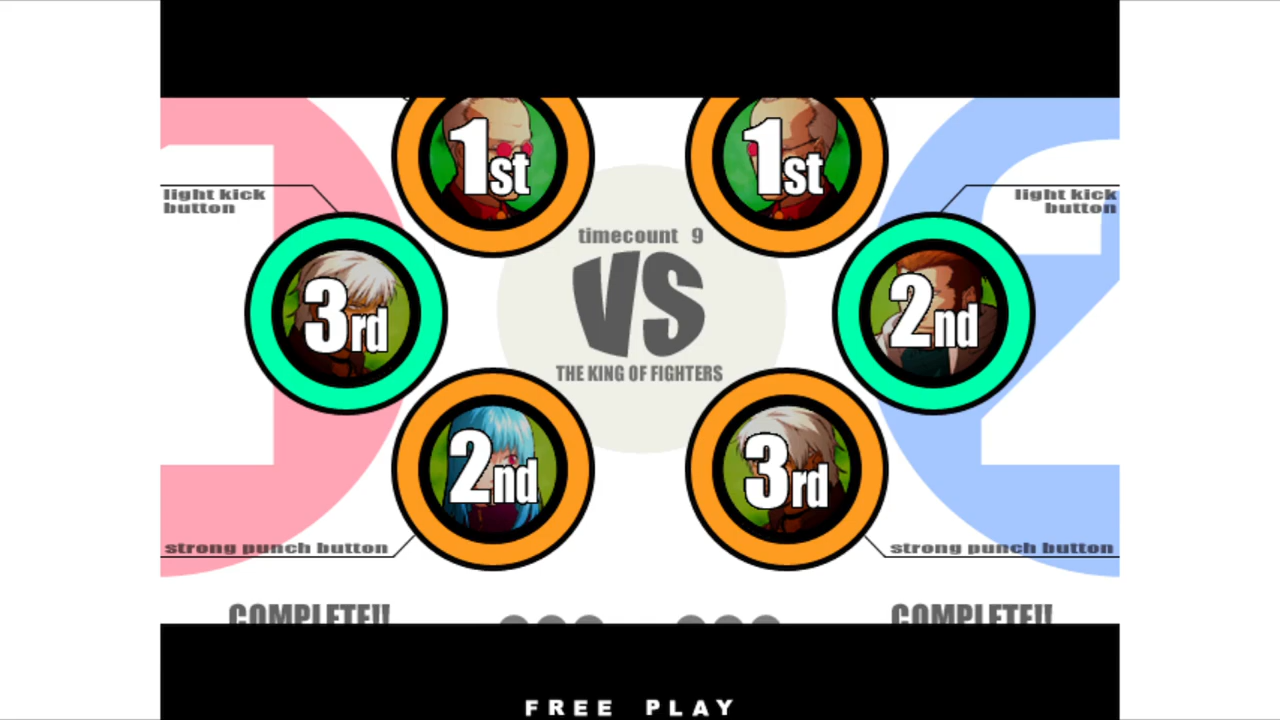 1st
1st
light kick
button
light kick
button
timecount 9
VS
3rd
2nd
THE KING OF FIGHTERS
2nd
3rd
strong punch button
strong punch button
COMPLETE!!
COMPLETE!!
FREE PLAY